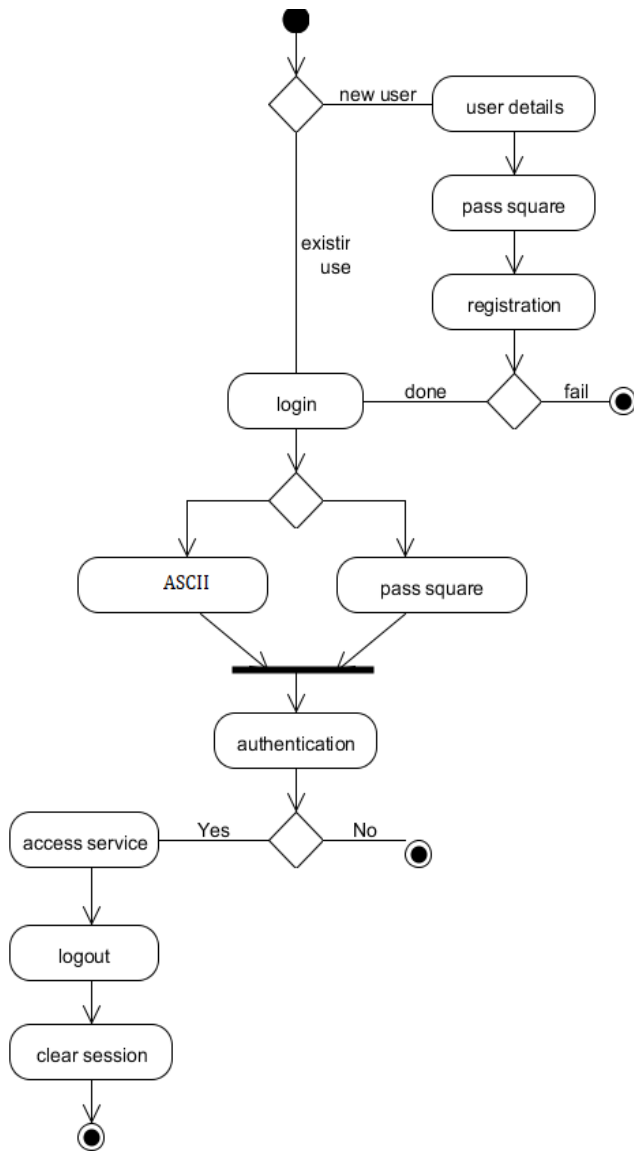 new user
user details
pass square
existir
use
registration
login
done
fail
ASCII
pass square
authentication
access service
Yes
No
logout
clear session